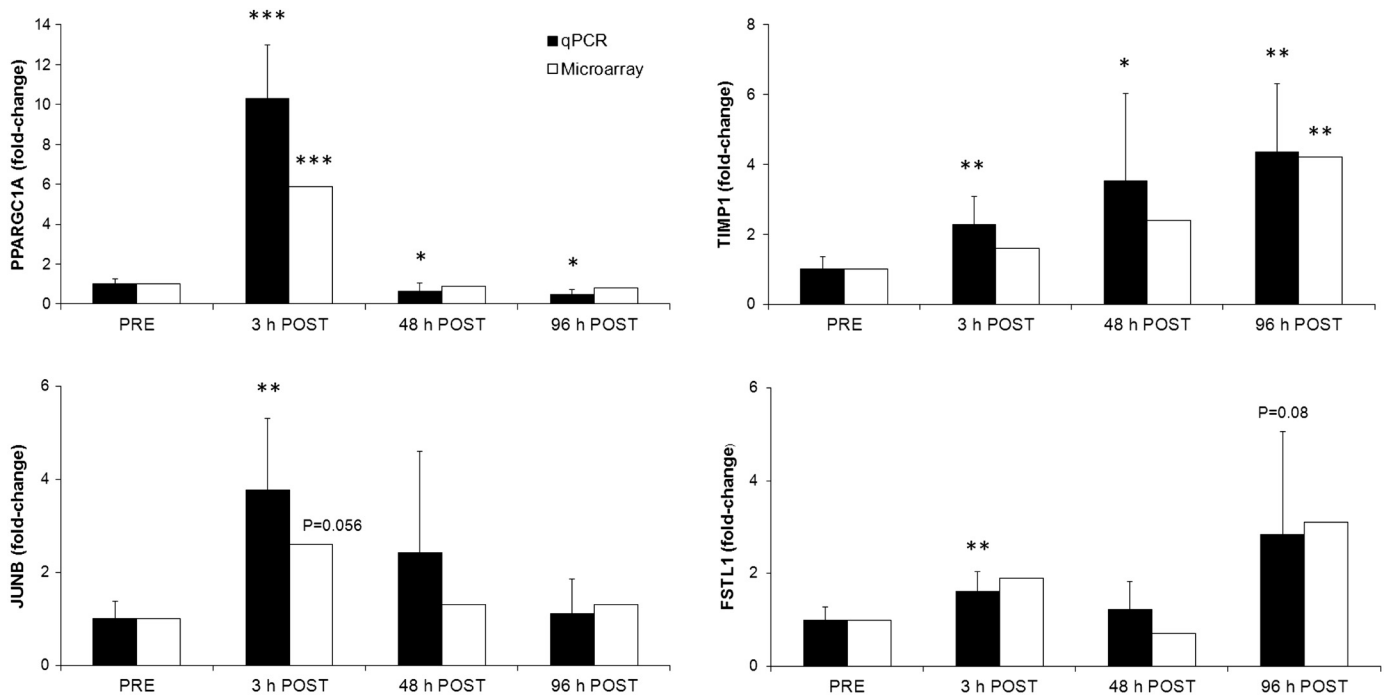 PPARGC1A (fold-change)
14
12
10
8
6
4
2
0
***
***
*
*
qPCR
Microarray
PRE
3 h POST
48 h POST
96 h POST
TIMP1 (fold-change)
8
6
4
2
0
**
*
**
**
PRE
3 h POST
48 h POST
96 h POST
JUNB (fold-change)
6
4
2
0
**
P=0.056
PRE
3 h POST
48 h POST
96 h POST
FSTL1 (fold-change)
6
4
2
0
**
P=0.08
PRE
3 h POST
48 h POST
96 h POST